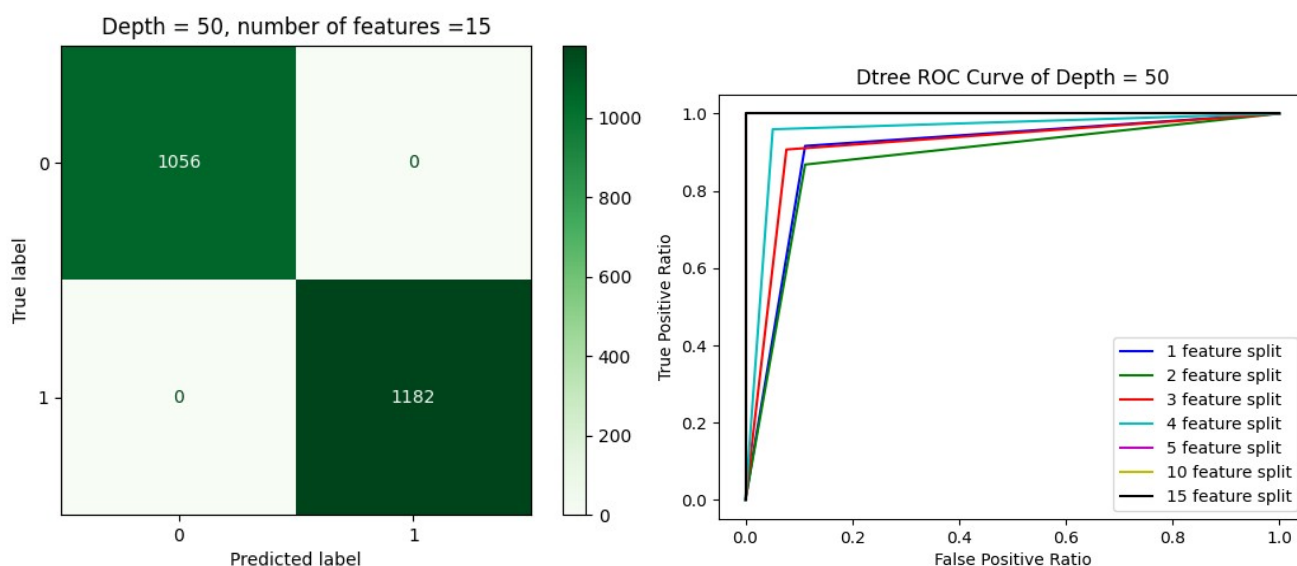 Depth = 50, number of features =15
True label
0
1
1056
0
0
1182
0
1
Predicted label
1000
800
600
400
200
0
Dtree ROC Curve of Depth = 50
True Positive Ratio
1.0
0.8
0.6
0.4
0.2
0.0
0.0
0.2
0.4
0.6
0.8
1.0
False Positive Ratio
1 feature split
2 feature split
3 feature split
4 feature split
5 feature split
10 feature split
15 feature split